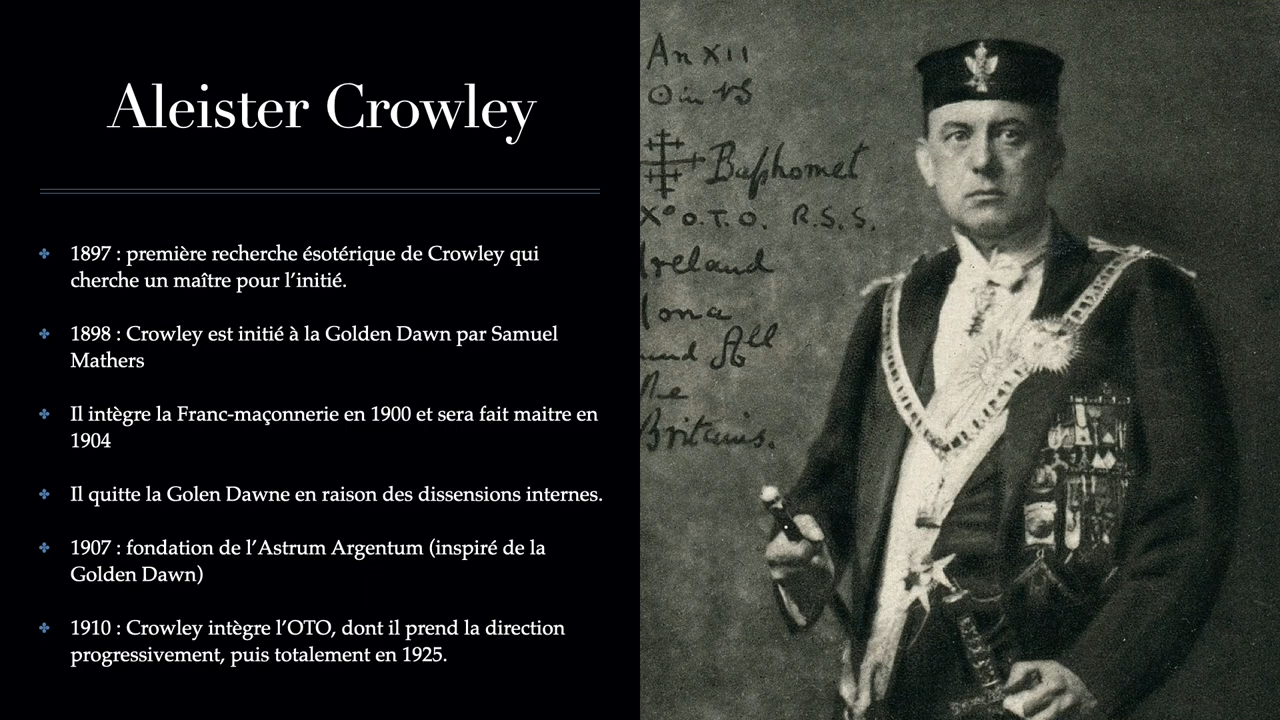 Aleister Crowley
1897 : première recherche ésotérique de Crowley qui
cherche un maître pour l’initié.
1898 : Crowley est initié à la Golden Dawn par Samuel
Mathers
Il intègre la Franc-maçonnerie en 1900 et sera fait maitre en
1904
Il quitte la Golen Dawne en raison des dissensions internes.
1907 : fondation de l’Astrum Argentum (inspiré de la
Golden Dawn)
1910 : Crowley intègre l’OTO, dont il prend la direction
progressivement, puis totalement en 1925.
An XII
☉ in ♑
Baphomet
X° O.T.O. R.S.S.
Ireland
Iona
and All
the
Britains.